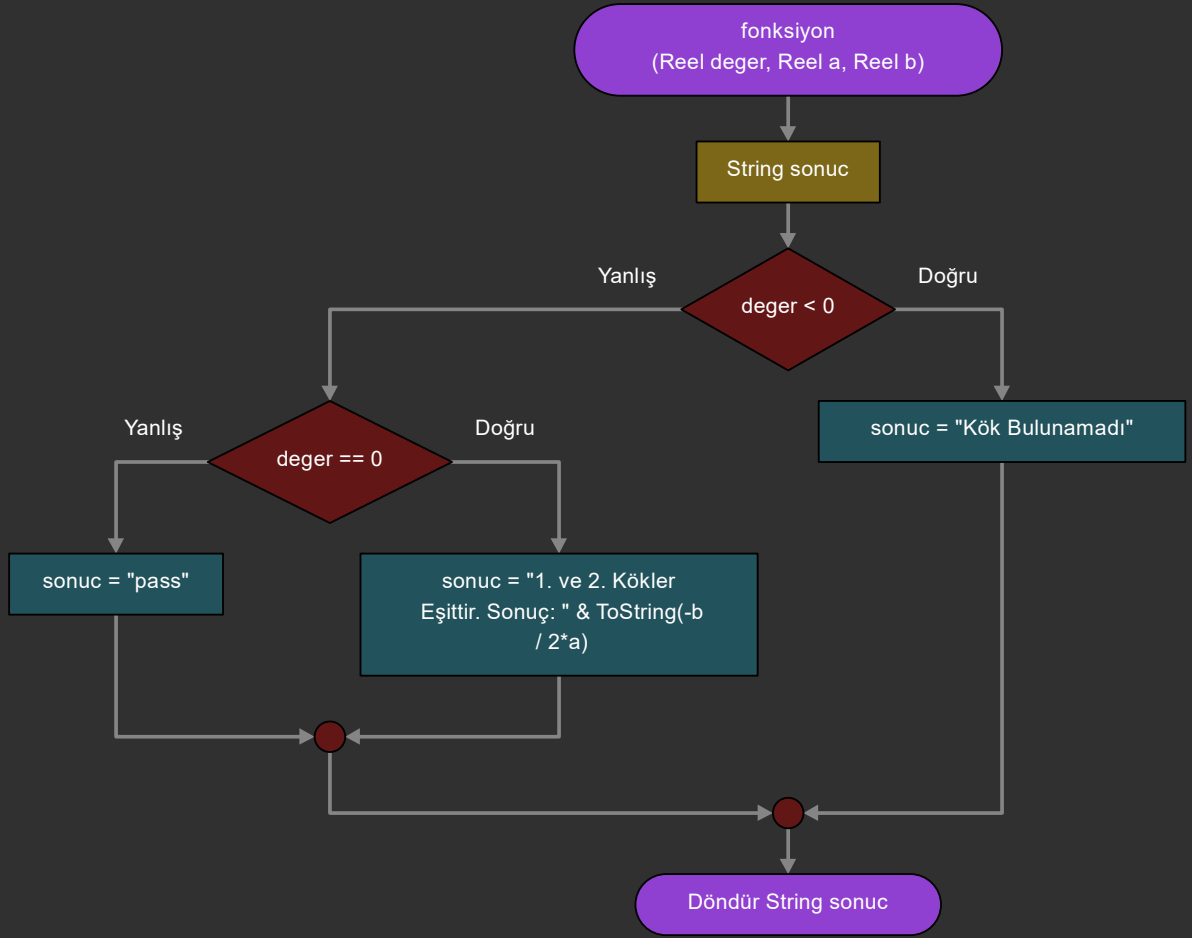 fonksiyon
(Reel deger, Reel a, Reel b)
String sonuc
Yanlış
Doğru
deger < 0
Yanlış
Doğru
sonuc = "Kök Bulunamadı"
deger == 0
sonuc = "pass"
sonuc = "1. ve 2. Kökler
Eşittir. Sonuç: " & ToString(-b
/ 2*a)
Döndür String sonuc